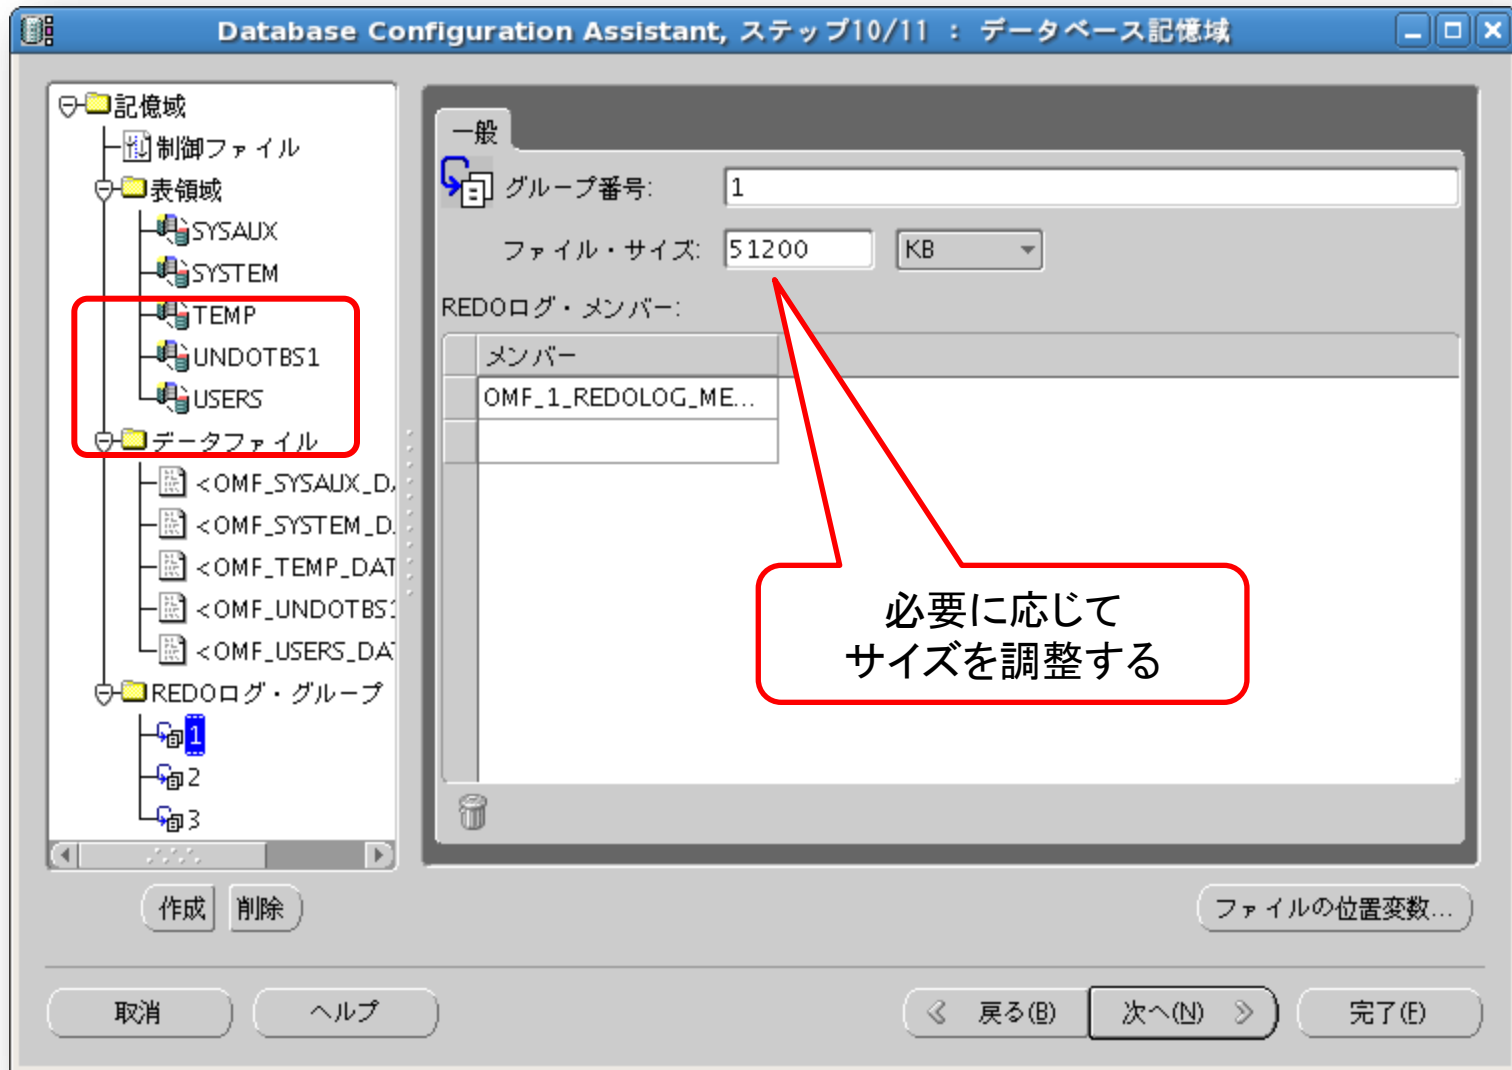 Database Configuration Assistant, ステップ10/11 : データベース記憶域
記憶域
制御ファイル
表領域
SYSAUX
SYSTEM
TEMP
UNDOTBS1
USERS
データファイル
<OMF_SYSAUX_D
<OMF_SYSTEM_D
<OMF_TEMP_DAT
<OMF_UNDOTBS
<OMF_USERS_DA
REDOログ・グループ
1
2
3
作成 削除
一般
グループ番号: 1
ファイル・サイズ: 51200 KB
REDOログ・メンバー:
メンバー
OMF_1_REDOLOG_ME...
必要に応じて
サイズを調整する
ファイルの位置変数...
取消 ヘルプ 戻る(B) 次へ(N) 完了(F)